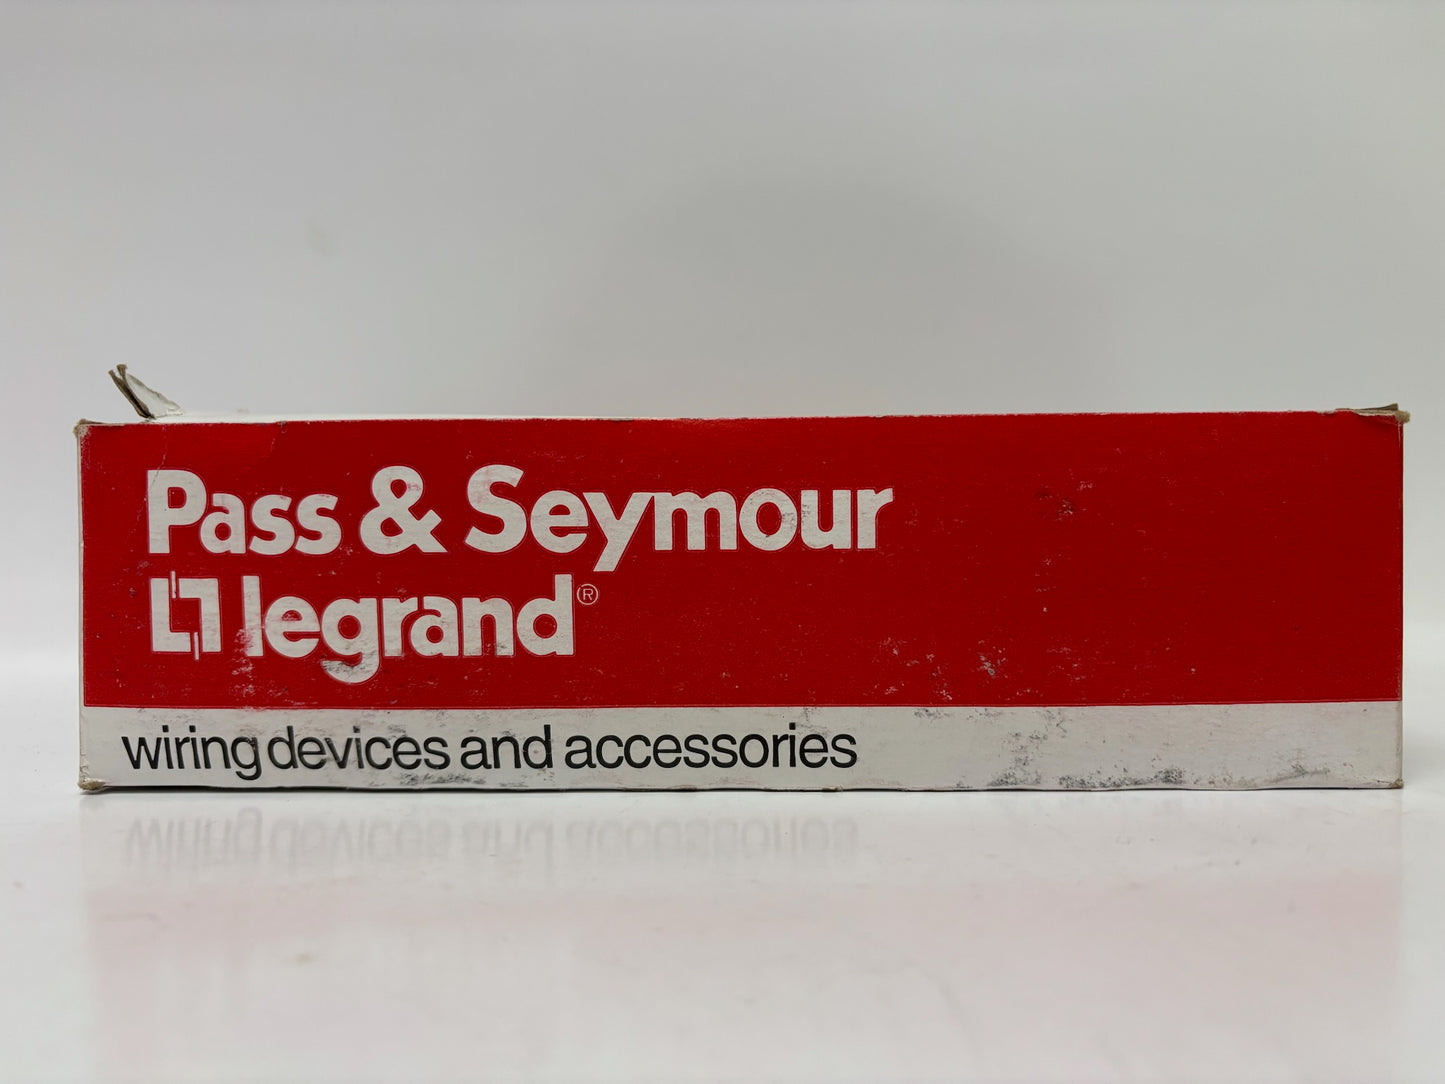 Pass & Seymour
legrand®
wiring devices and accessories